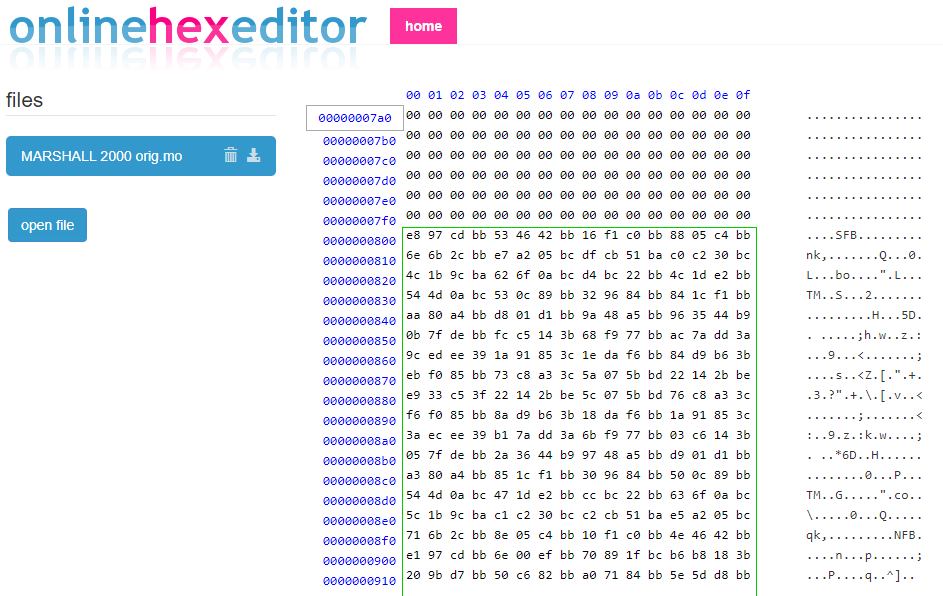 onlinehexeditor
home
files
MARSHALL 2000 orig.mo
open file
00 01 02 03 04 05 06 07 08 09 0a 0b 0c 0d 0e 0f
00000007a0 00 00 00 00 00 00 00 00 00 00 00 00 00 00 00 00 ................
00000007b0 00 00 00 00 00 00 00 00 00 00 00 00 00 00 00 00 ................
00000007c0 00 00 00 00 00 00 00 00 00 00 00 00 00 00 00 00 ................
00000007d0 00 00 00 00 00 00 00 00 00 00 00 00 00 00 00 00 ................
00000007e0 00 00 00 00 00 00 00 00 00 00 00 00 00 00 00 00 ................
00000007f0 00 00 00 00 00 00 00 00 00 00 00 00 00 00 00 00 ................
0000000800 e8 97 cd bb 53 46 42 bb 16 f1 c0 bb 88 05 c4 bb ....SFB.........
0000000810 6e 6b 2c bb e7 a2 05 bc df cb 51 ba c0 c2 30 bc nk,.......Q...0.
0000000820 4c 1b 9c ba 62 6f 0a bc d4 bc 22 bb 4c 1d e2 bb L...bo....".L...
0000000830 54 4d 0a bc 53 0c 89 bb 32 96 84 bb 84 1c f1 bb TM..S...2.......
0000000840 aa 80 a4 bb d8 01 d1 bb 9a 48 a5 bb 96 35 44 b9 .........H...5D.
0000000850 0b 7f de bb fc c5 14 3b 68 f9 77 bb ac 7a dd 3a . .....;h.w..z.:
0000000860 9c ed ee 39 1a 91 85 3c 1e da f6 bb 84 d9 b6 3b ...9...<.......;
0000000870 eb f0 85 bb 73 c8 a3 3c 5a 07 5b bd 22 14 2b be ....s..<Z.[.".+.
0000000880 e9 33 c5 3f 22 14 2b be 5c 07 5b bd 76 c8 a3 3c .3.?".+.\.[.v..<
0000000890 f6 f0 85 bb 8a d9 b6 3b 18 da f6 bb 1a 91 85 3c .......;.......<
00000008a0 3a ec ee 39 b1 7a dd 3a 6b f9 77 bb 03 c6 14 3b :..9.z.:k.w....;
00000008b0 05 7f de bb 2a 36 44 b9 97 48 a5 bb d9 01 d1 bb . ..*6D..H......
00000008c0 a3 80 a4 bb 85 1c f1 bb 30 96 84 bb 50 0c 89 bb ........0...P...
00000008d0 54 4d 0a bc 47 1d e2 bb cc bc 22 bb 63 6f 0a bc TM..G.....".co..
00000008e0 5c 1b 9c ba c1 c2 30 bc c2 cb 51 ba e5 a2 05 bc \.....0...Q.....
00000008f0 71 6b 2c bb 8e 05 c4 bb 10 f1 c0 bb 4e 46 42 bb qk,.........NFB.
0000000900 e1 97 cd bb 6e 00 ef bb 70 89 1f bc b6 b8 18 3b ....n...p......;
0000000910 20 9b d7 bb 50 c6 82 bb a0 71 84 bb 5e 5d d8 bb ...P....q..^]..